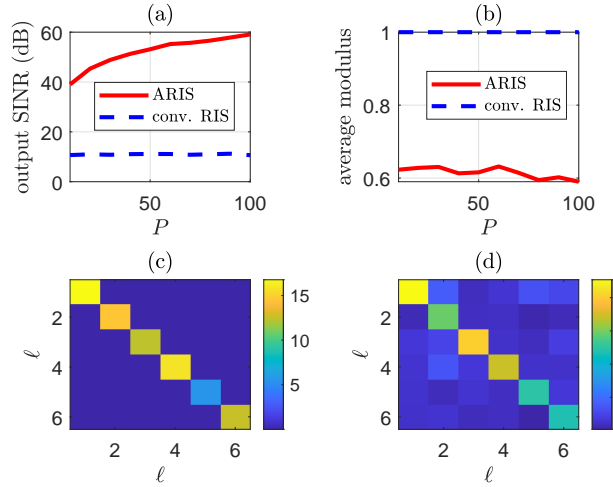 (a)
output SINR (dB)
60
40
20
0
ARIS
conv. RIS
50
100
P
(b)
average modulus
1
0.8
0.6
ARIS
conv. RIS
50
100
P
(c)
ℓ
2
4
6
2
4
6
ℓ
15
10
5
(d)
ℓ
2
4
6
2
4
6
ℓ